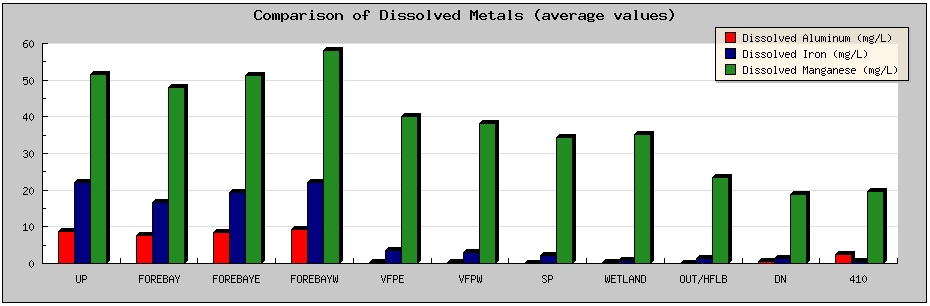 Comparison of Dissolved Metals (average values)
Dissolved Aluminum (mg/L)
Dissolved Iron (mg/L)
Dissolved Manganese (mg/L)
60
50
40
30
20
10
0
UP FOREBAY FOREBAYE FOREBAYW VFPE VFPW SP WETLAND OUT/HFLB DN 410